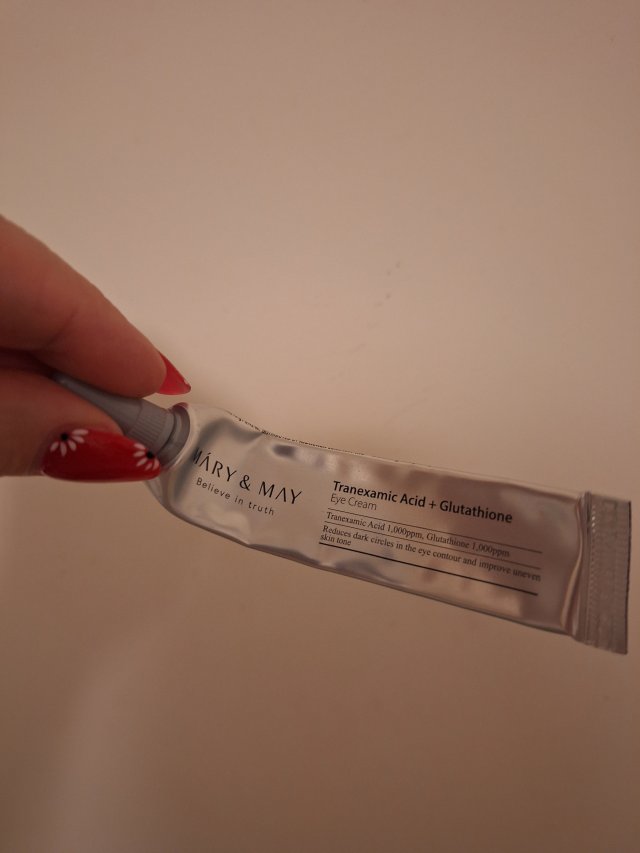 MÁRY & MAY
Believe in truth
Tranexamic Acid + Glutathione
Eye Cream
Tranexamic Acid 1,000ppm, Glutathione 1,000ppm
Reduces dark circles in the eye contour and improve uneven
skin tone